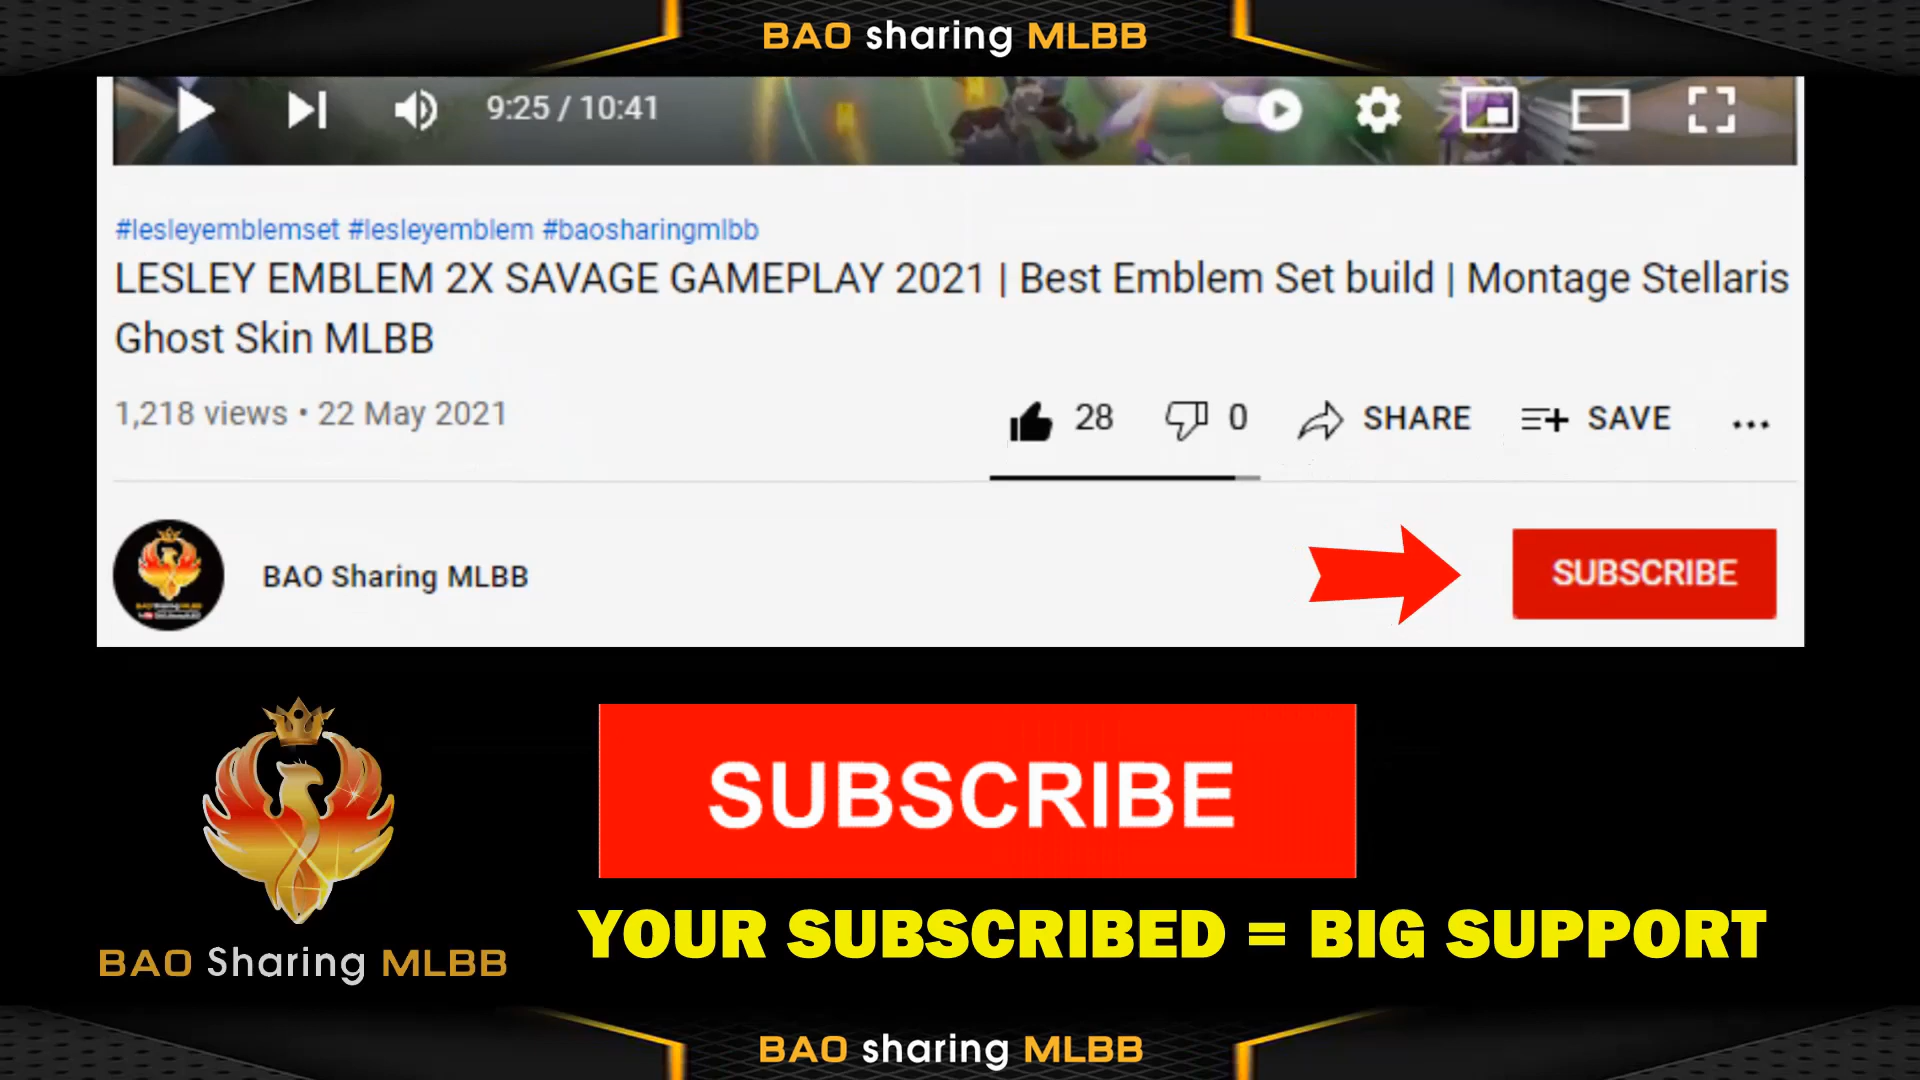 BAO sharing MLBB
9:25 / 10:41
#lesleyemblemset #lesleyemblem #baosharingmlbb
LESLEY EMBLEM 2X SAVAGE GAMEPLAY 2021 | Best Emblem Set build | Montage Stellaris
Ghost Skin MLBB
1,218 views • 22 May 2021
28 0 SHARE SAVE ...
BAO Sharing MLBB
SUBSCRIBE
SUBSCRIBE
YOUR SUBSCRIBED = BIG SUPPORT
BAO Sharing MLBB
BAO sharing MLBB